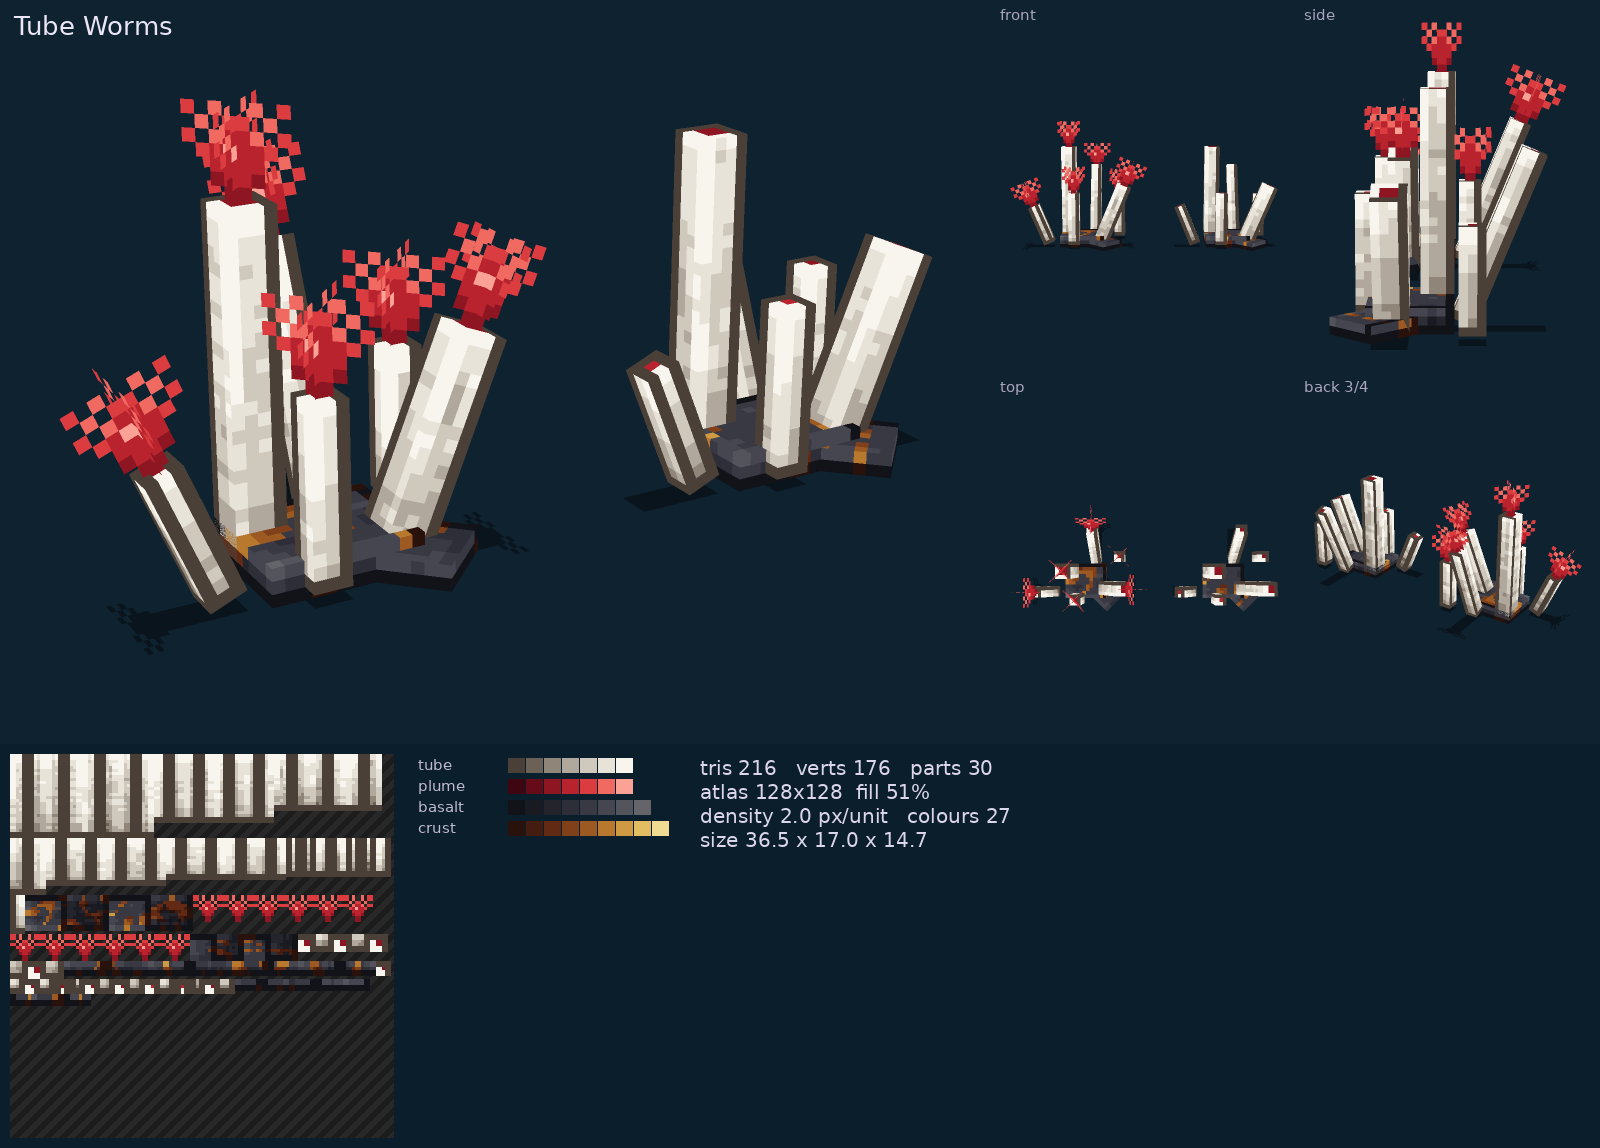 Tube Worms
front
side
top
back 3/4
tube
plume
basalt
crust
tris 216 verts 176 parts 30
atlas 128x128 fill 51%
density 2.0 px/unit colours 27
size 36.5 x 17.0 x 14.7